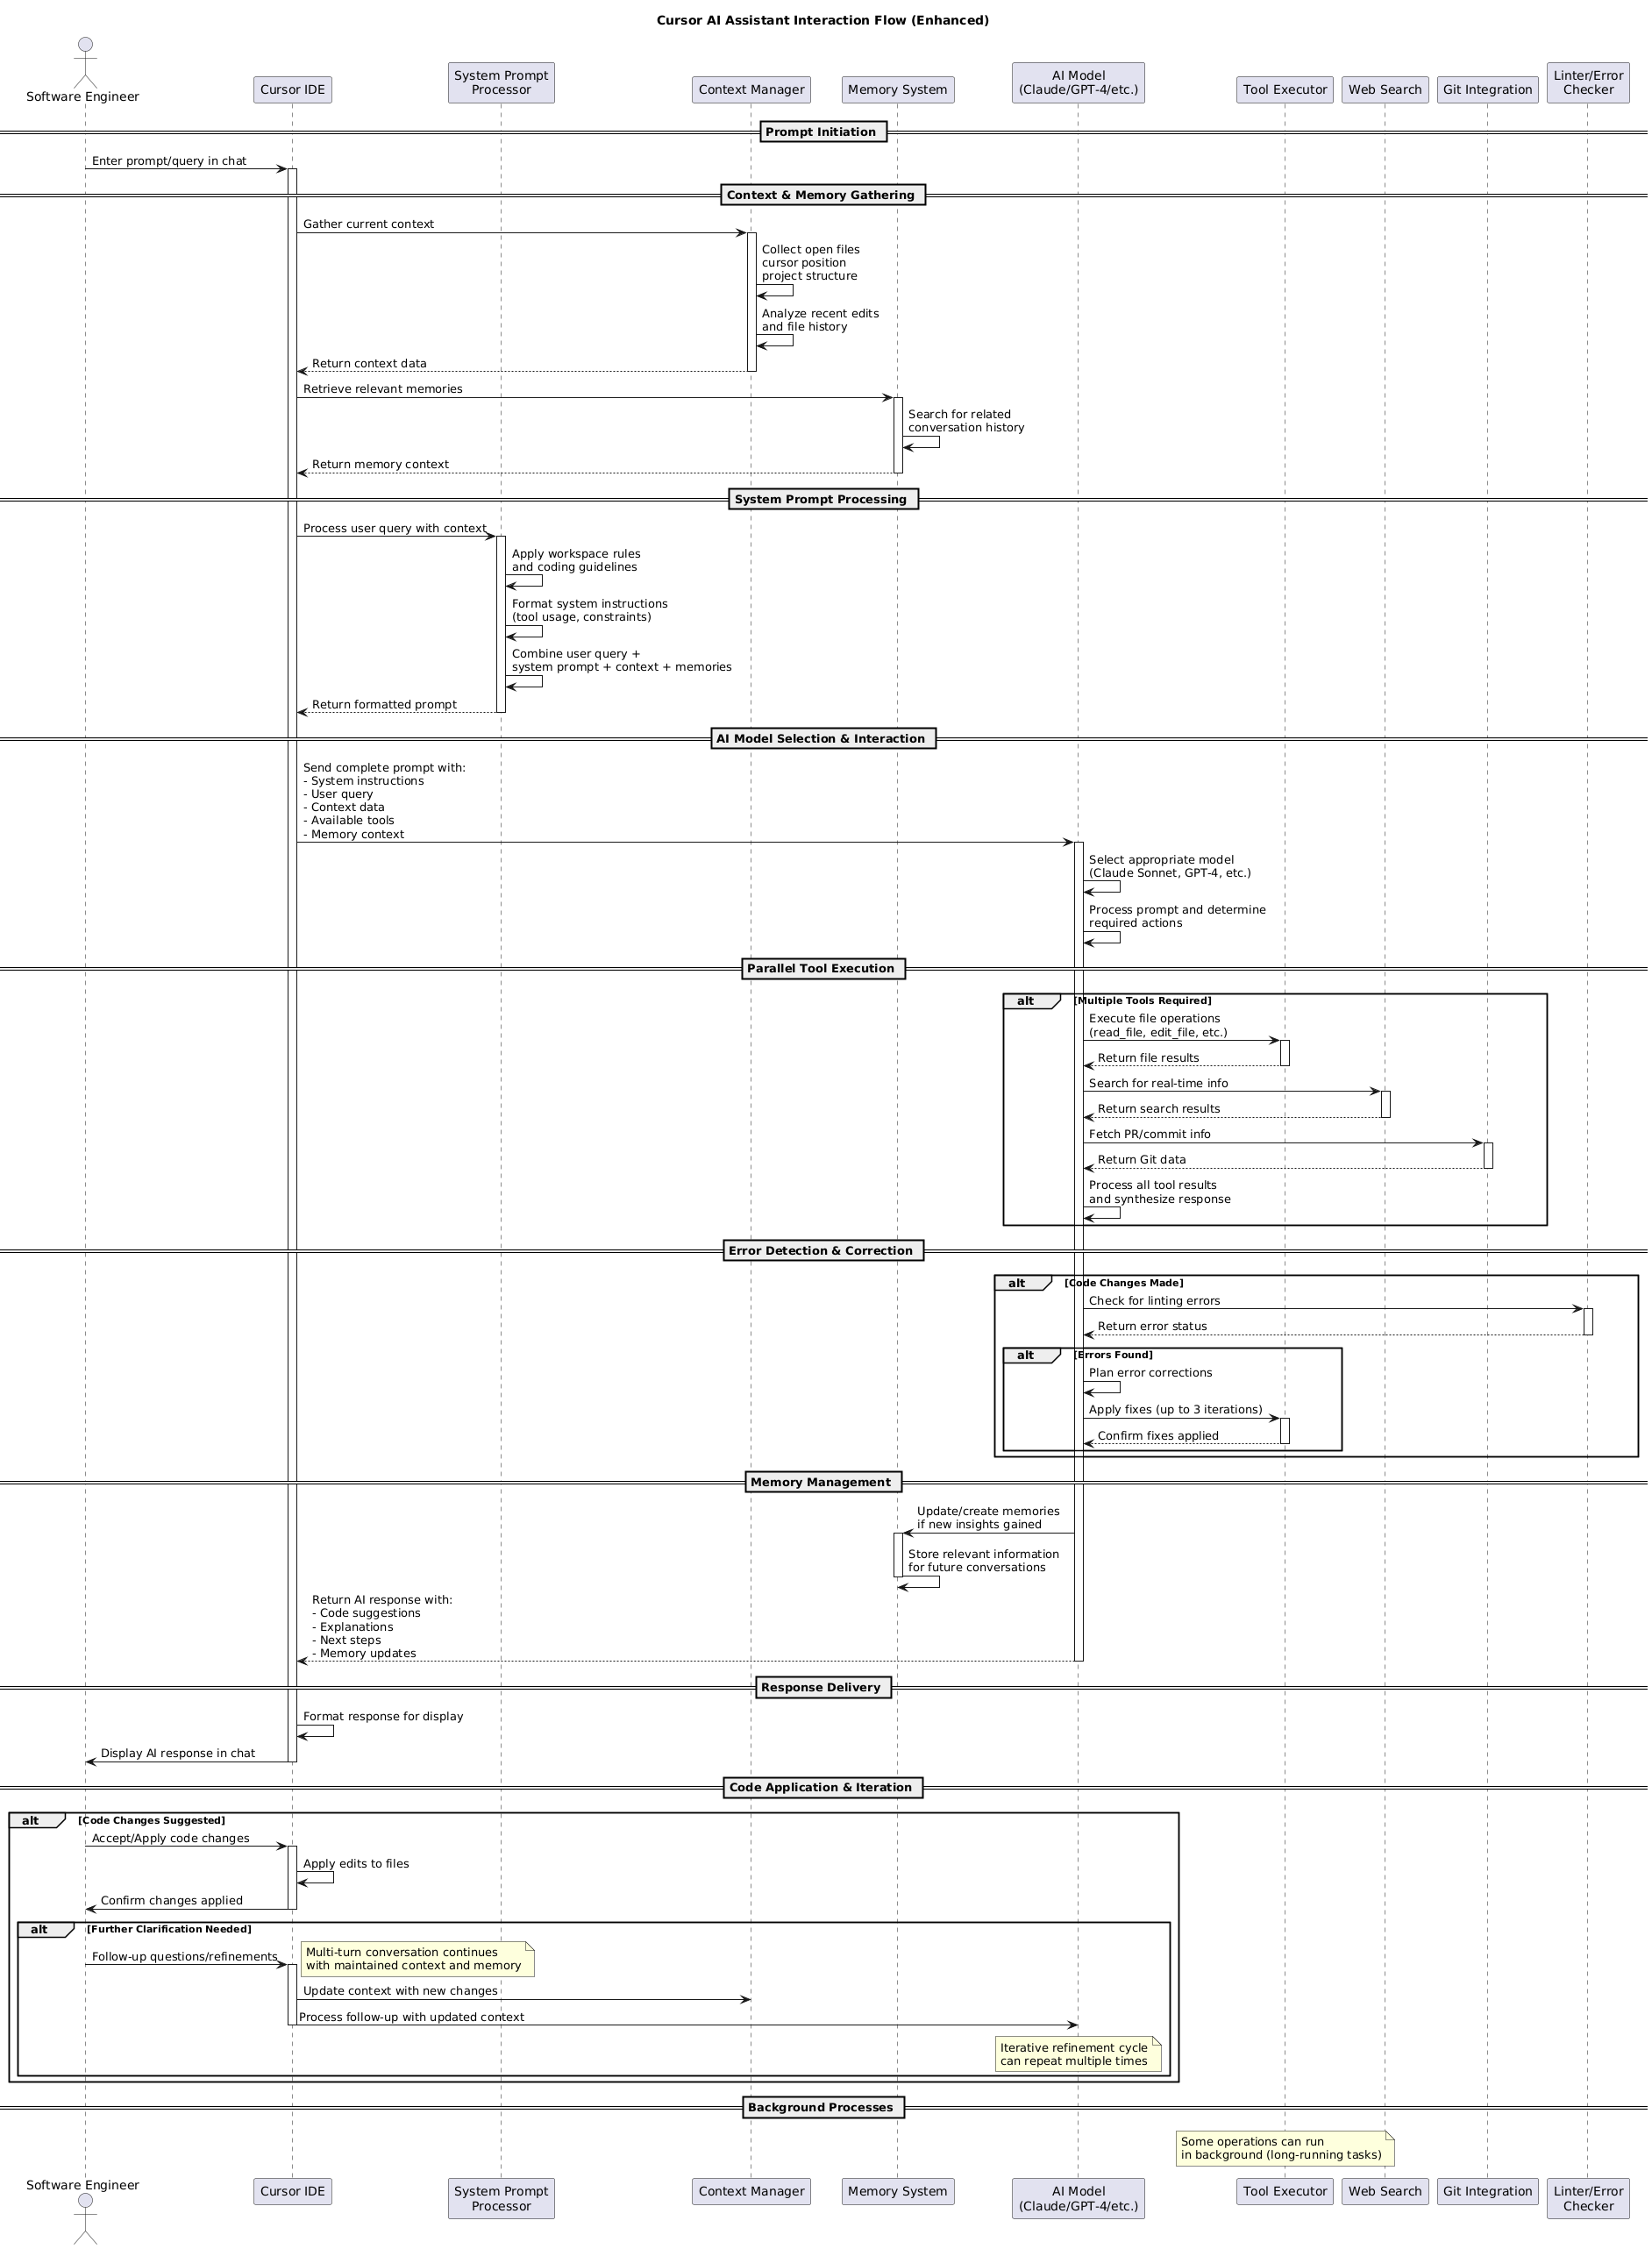 Cursor AI Assistant Interaction Flow (Enhanced)
Software Engineer
Cursor IDE
System Prompt
Processor
Context Manager
Memory System
AI Model
(Claude/GPT-4/etc.)
Tool Executor
Web Search
Git Integration
Linter/Error
Checker
Prompt Initiation
Enter prompt/query in chat
Context & Memory Gathering
Gather current context
Collect open files
cursor position
project structure
Analyze recent edits
and file history
Return context data
Retrieve relevant memories
Search for related
conversation history
Return memory context
System Prompt Processing
Process user query with context
Apply workspace rules
and coding guidelines
Format system instructions
(tool usage, constraints)
Combine user query +
system prompt + context + memories
Return formatted prompt
AI Model Selection & Interaction
Send complete prompt with:
- System instructions
- User query
- Context data
- Available tools
- Memory context
Select appropriate model
(Claude Sonnet, GPT-4, etc.)
Process prompt and determine
required actions
Parallel Tool Execution
alt [Multiple Tools Required]
Execute file operations
(read_file, edit_file, etc.)
Return file results
Search for real-time info
Return search results
Fetch PR/commit info
Return Git data
Process all tool results
and synthesize response
Error Detection & Correction
alt [Code Changes Made]
Check for linting errors
Return error status
alt [Errors Found]
Plan error corrections
Apply fixes (up to 3 iterations)
Confirm fixes applied
Memory Management
Update/create memories
if new insights gained
Store relevant information
for future conversations
Return AI response with:
- Code suggestions
- Explanations
- Next steps
- Memory updates
Response Delivery
Format response for display
Display AI response in chat
Code Application & Iteration
alt [Code Changes Suggested]
Accept/Apply code changes
Apply edits to files
Confirm changes applied
alt [Further Clarification Needed]
Follow-up questions/refinements
Multi-turn conversation continues
with maintained context and memory
Update context with new changes
Process follow-up with updated context
Iterative refinement cycle
can repeat multiple times
Background Processes
Some operations can run
in background (long-running tasks)
Software Engineer
Cursor IDE
System Prompt
Processor
Context Manager
Memory System
AI Model
(Claude/GPT-4/etc.)
Tool Executor
Web Search
Git Integration
Linter/Error
Checker